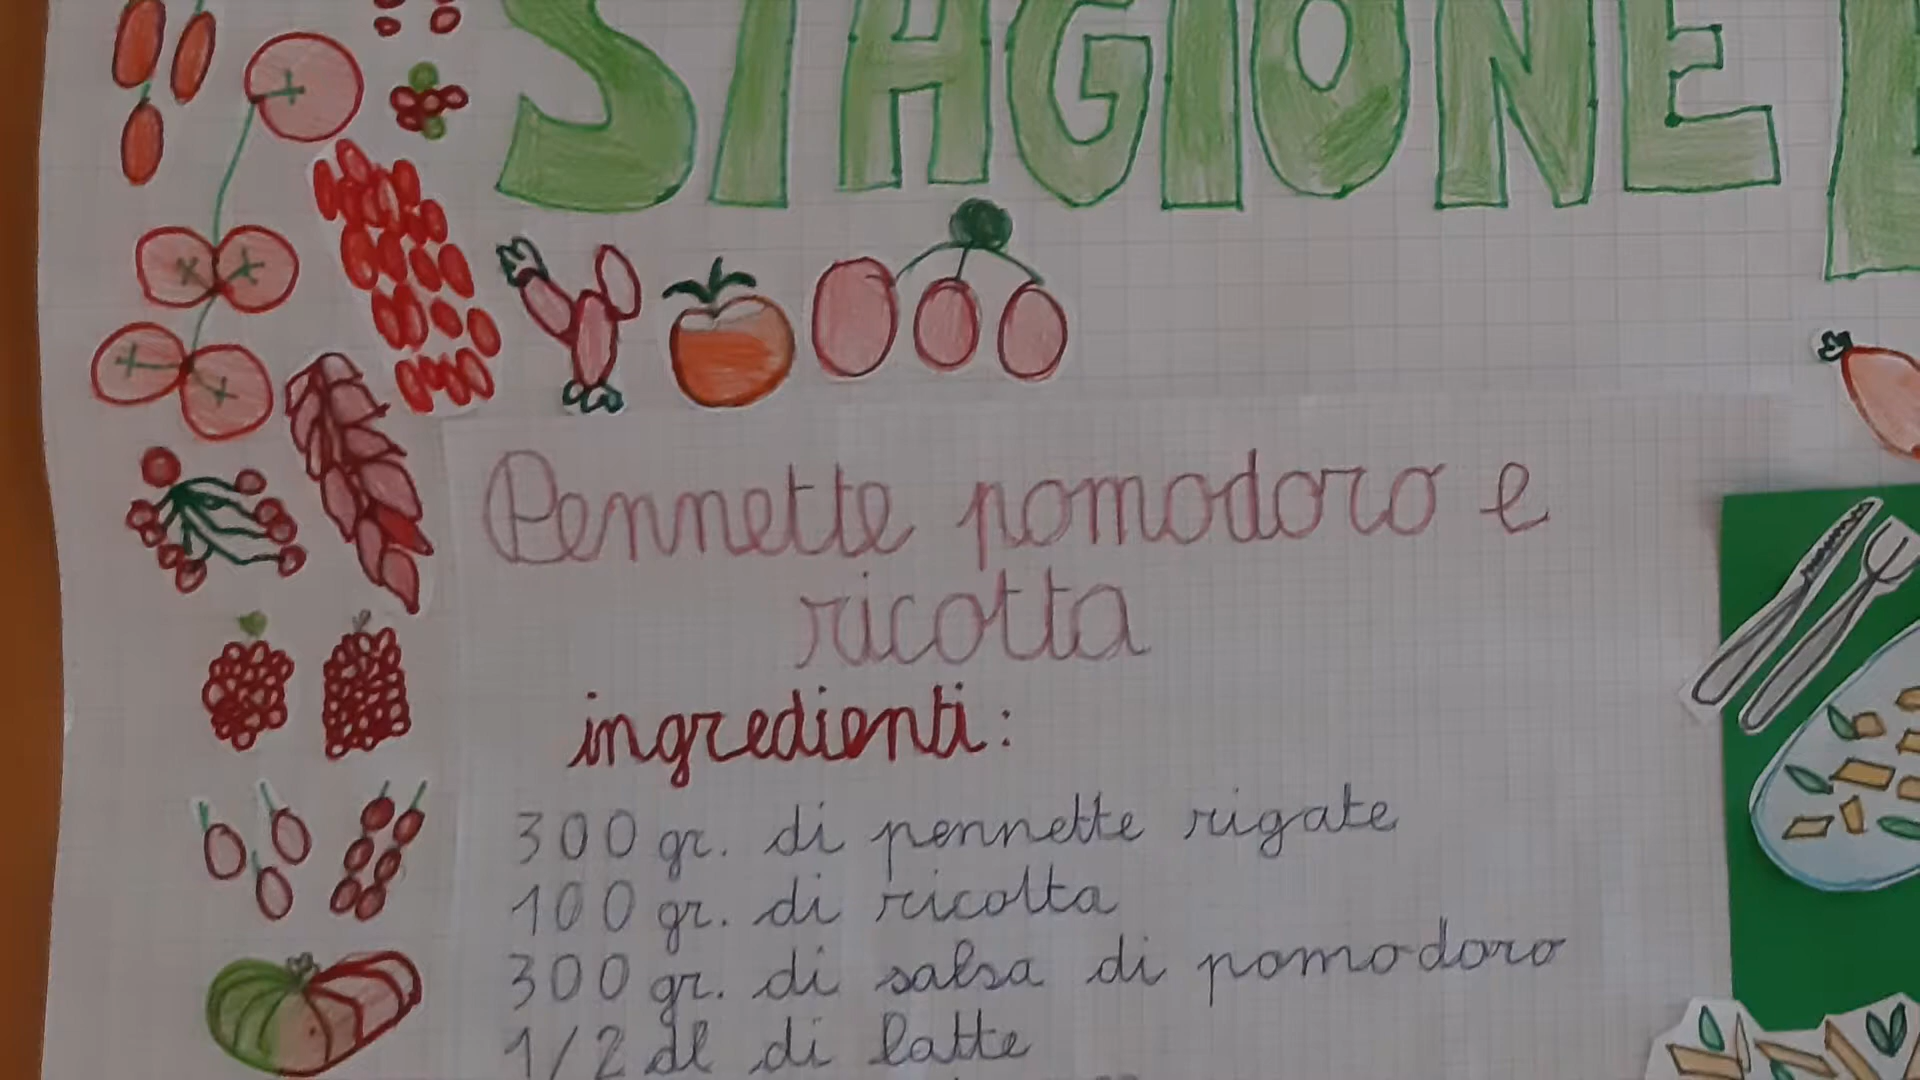 STAGIONE
Pennette pomodoro e
ricotta
ingredienti:
300 gr. di pennette rigate
100 gr. di ricotta
300 gr. di salsa di pomodoro
1/2 dl di latte